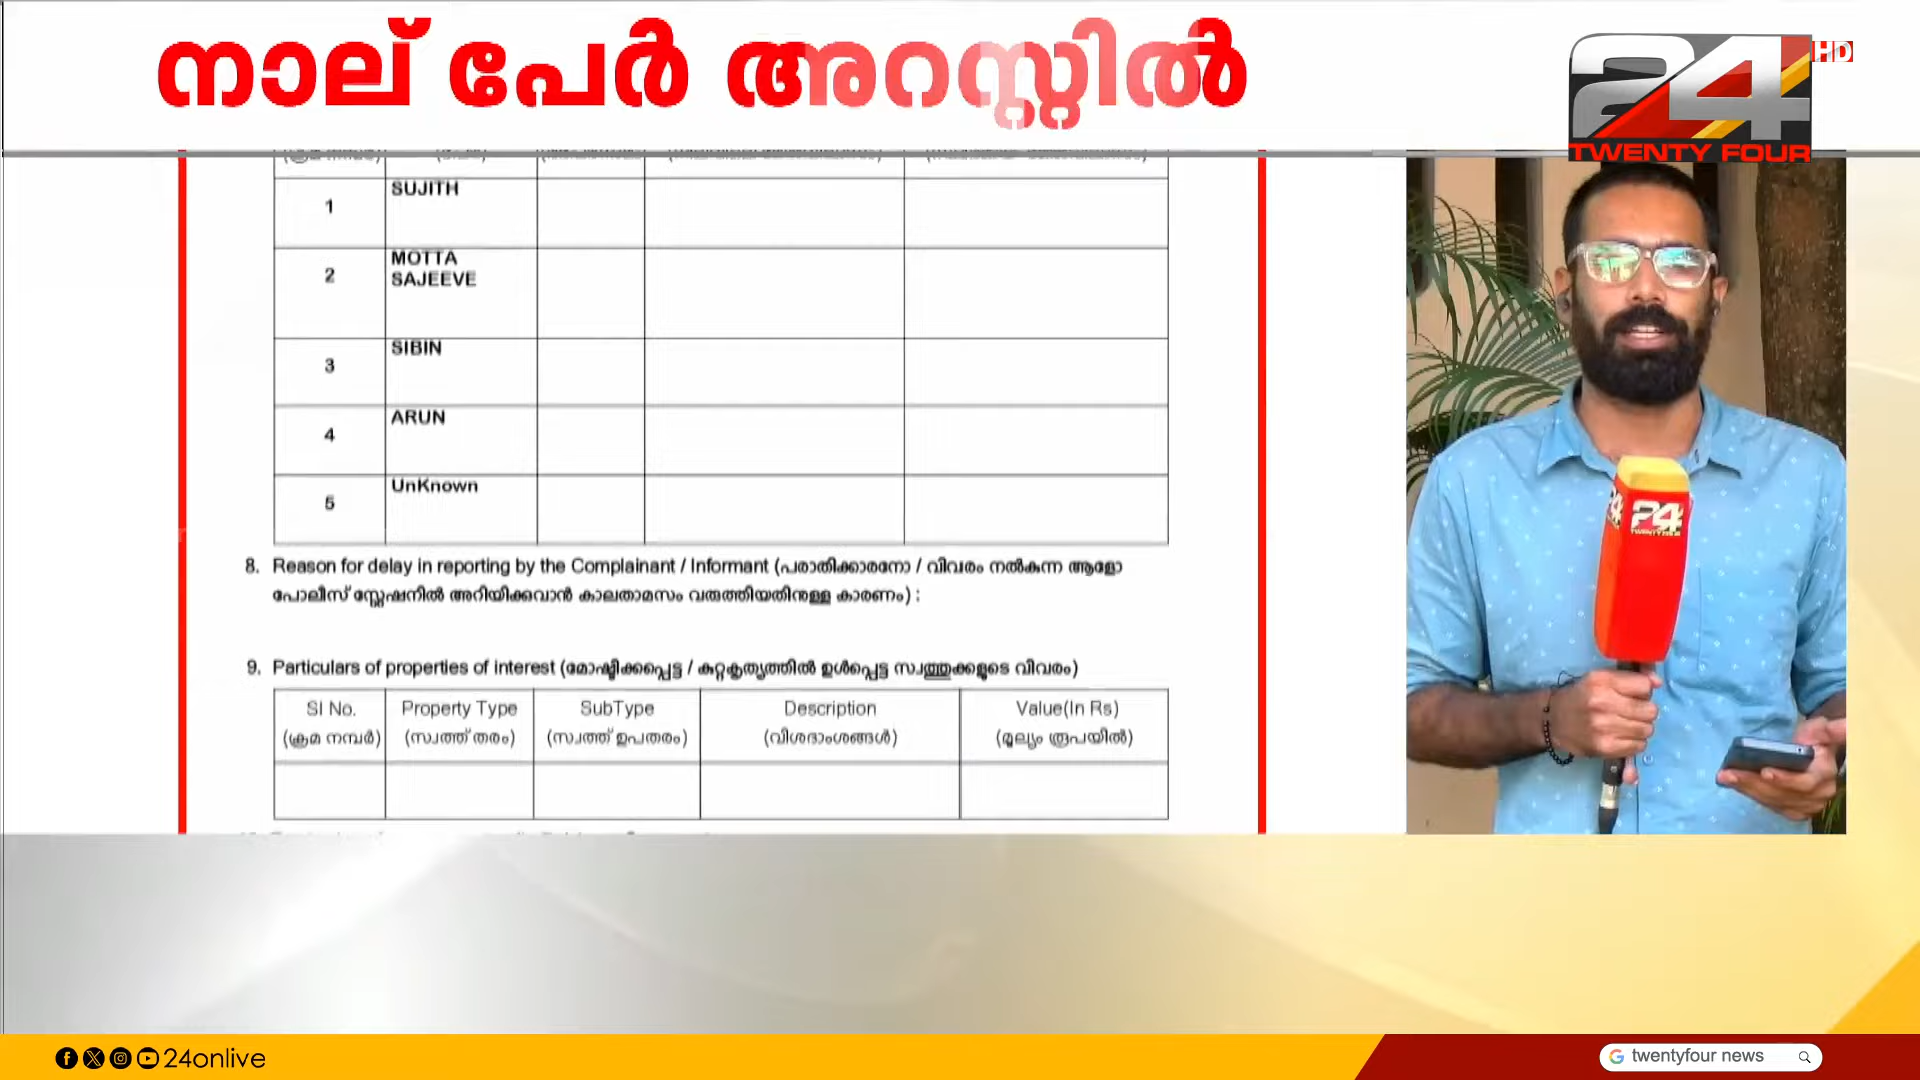 നാല് പേർ അറസ്റ്റിൽ
24 HD
TWENTY FOUR
1 SUJITH
2 MOTTA SAJEEVE
3 SIBIN
4 ARUN
5 UnKnown
8. Reason for delay in reporting by the Complainant / Informant (പരാതിക്കാരനോ / വിവരം നൽകുന്ന ആളോ
പോലീസ് സ്റ്റേഷനിൽ അറിയിക്കുവാൻ കാലതാമസം വരുത്തിയതിനുള്ള കാരണം) :
9. Particulars of properties of interest (മോഷ്ടിക്കപ്പെട്ട / കുറ്റകൃത്യത്തിൽ ഉൾപ്പെട്ട സ്വത്തുക്കളുടെ വിവരം)
Sl No. Property Type SubType Description Value(In Rs)
(ക്രമ നമ്പർ) (സ്വത്ത് തരം) (സ്വത്ത് ഉപതരം) (വിശദാംശങ്ങൾ) (മൂല്യം രൂപയിൽ)
24
24onlive
twentyfour news